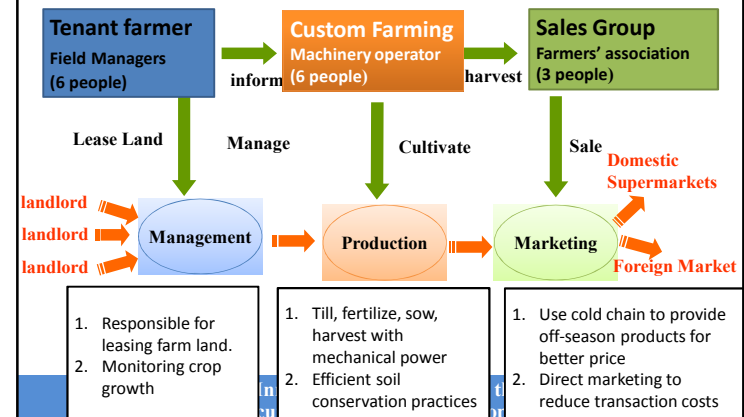 Tenant farmer
Field Managers
(6 people)
inform
Custom Farming
Machinery operator
(6 people)
harvest
Sales Group
Farmers' association
(3 people)
Lease Land
Manage
Cultivate
Sale
Domestic
Supermarkets
landlord
landlord
landlord
Management
Production
Marketing
Foreign Market
1. Responsible for
leasing farm land.
2. Monitoring crop
growth
1. Till, fertilize, sow,
harvest with
mechanical power
2. Efficient soil
conservation practices
1. Use cold chain to provide
off-season products for
better price
2. Direct marketing to
reduce transaction costs